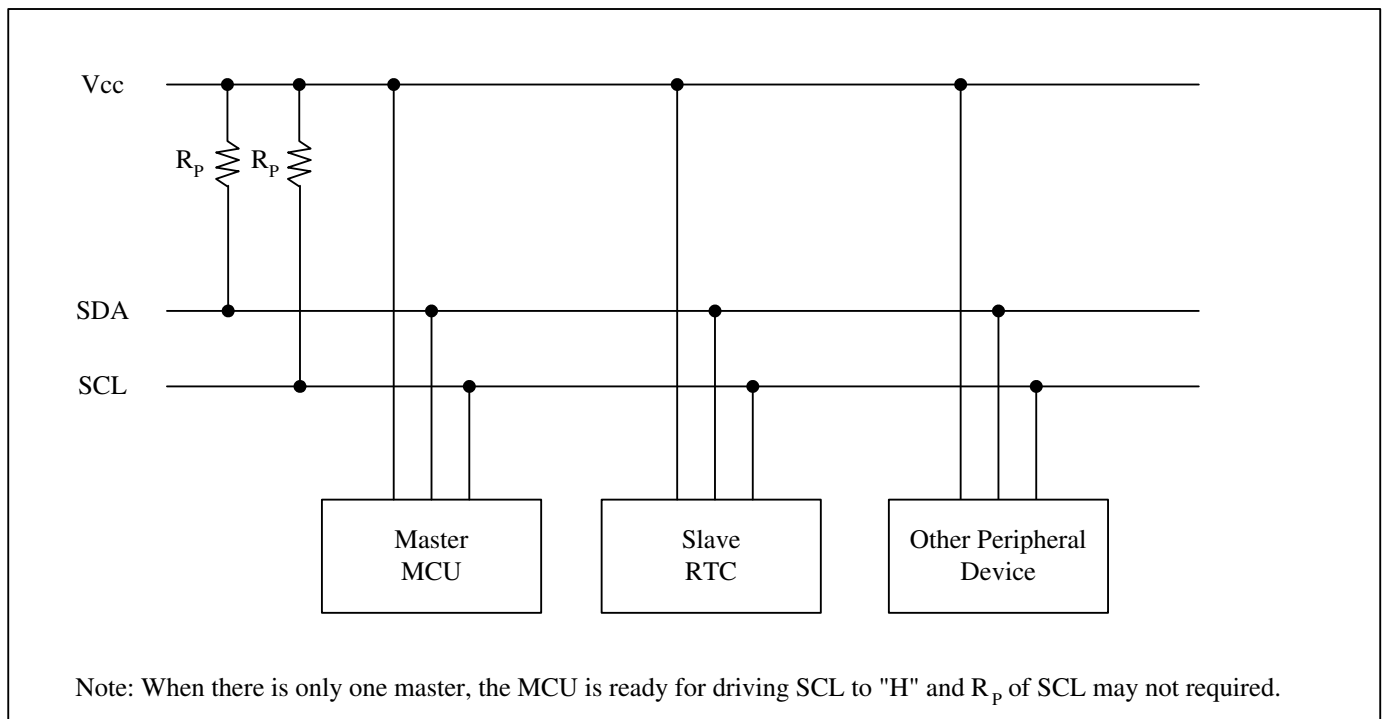 Vcc
R_P R_P
SDA
SCL
Master
MCU
Slave
RTC
Other Peripheral
Device
Note: When there is only one master, the MCU is ready for driving SCL to "H" and R_P of SCL may not required.